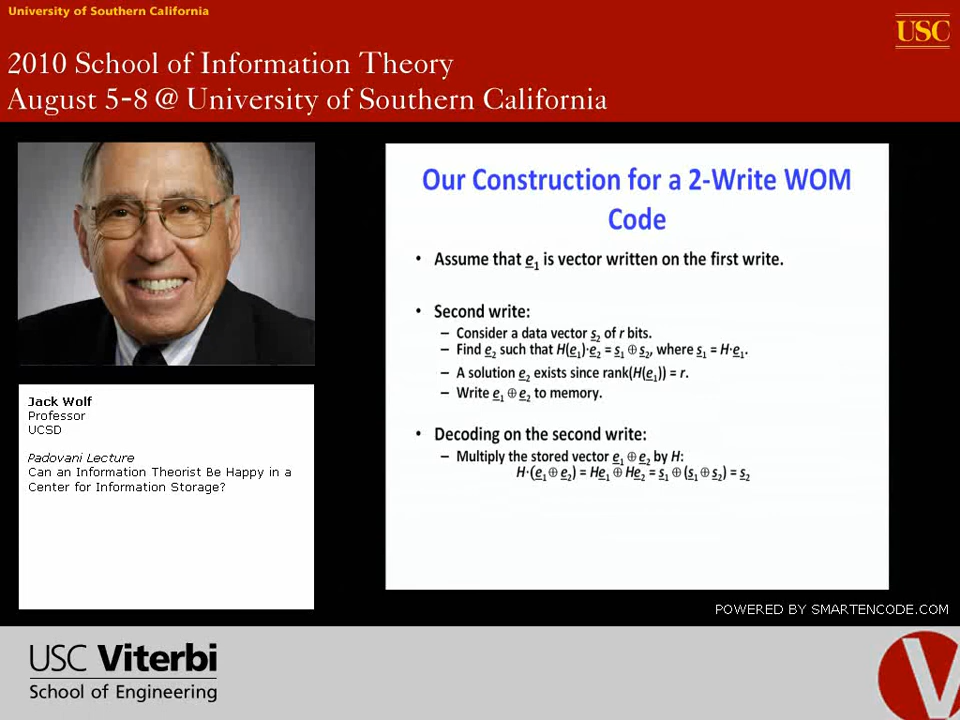 University of Southern California
USC
2010 School of Information Theory
August 5-8 @ University of Southern California
Our Construction for a 2-Write WOM
Code
• Assume that e1 is vector written on the first write.
• Second write:
– Consider a data vector s2 of r bits.
– Find e2 such that H(e1)·e2 = s1 ⊕ s2, where s1 = H·e1.
– A solution e2 exists since rank(H(e1)) = r.
– Write e1 ⊕ e2 to memory.
• Decoding on the second write:
– Multiply the stored vector e1 ⊕ e2 by H:
H·(e1 ⊕ e2) = He1 ⊕ He2 = s1 ⊕ (s1 ⊕ s2) = s2
Jack Wolf
Professor
UCSD
Padovani Lecture
Can an Information Theorist Be Happy in a
Center for Information Storage?
POWERED BY SMARTENCODE.COM
USC Viterbi
School of Engineering
V